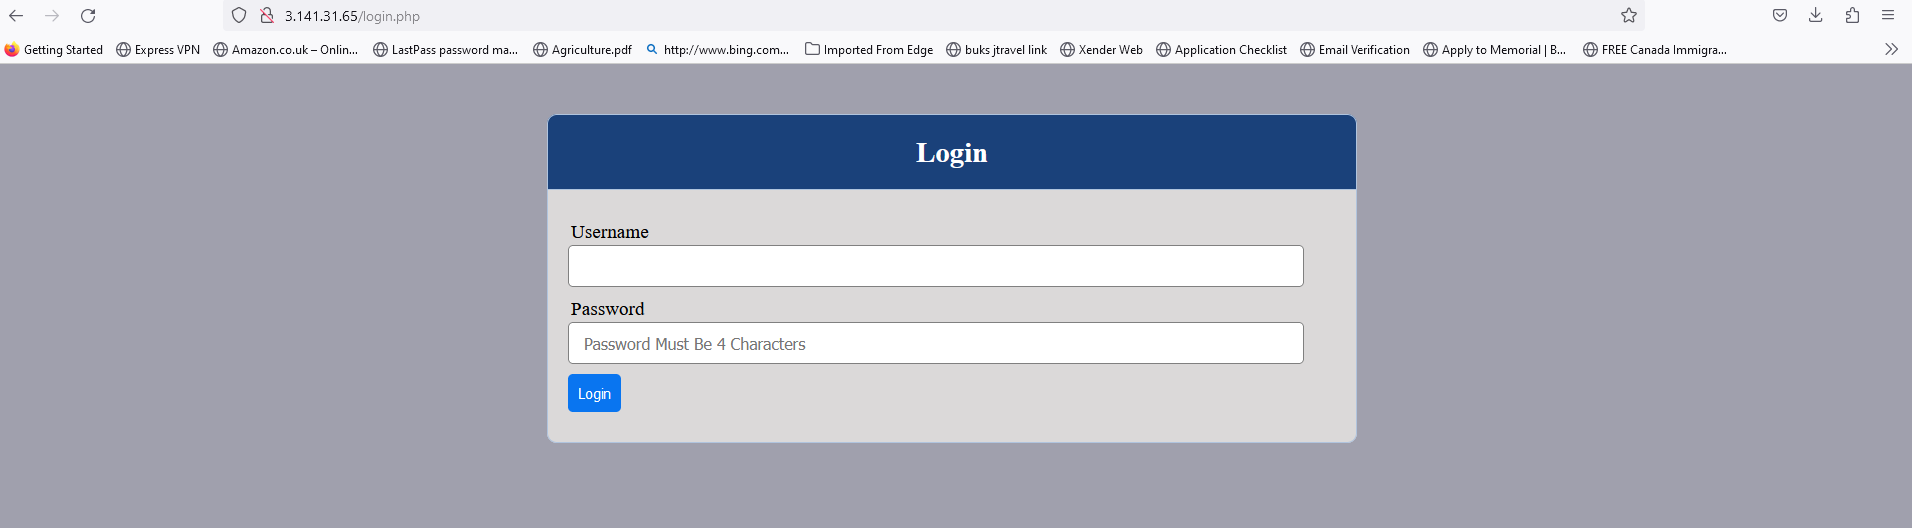 3.141.31.65/login.php
Getting Started Express VPN Amazon.co.uk – Onlin... LastPass password ma... Agriculture.pdf http://www.bing.com... Imported From Edge buks jtravel link Xender Web Application Checklist Email Verification Apply to Memorial | B... FREE Canada Immigra...
Login
Username
Password
Password Must Be 4 Characters
Login